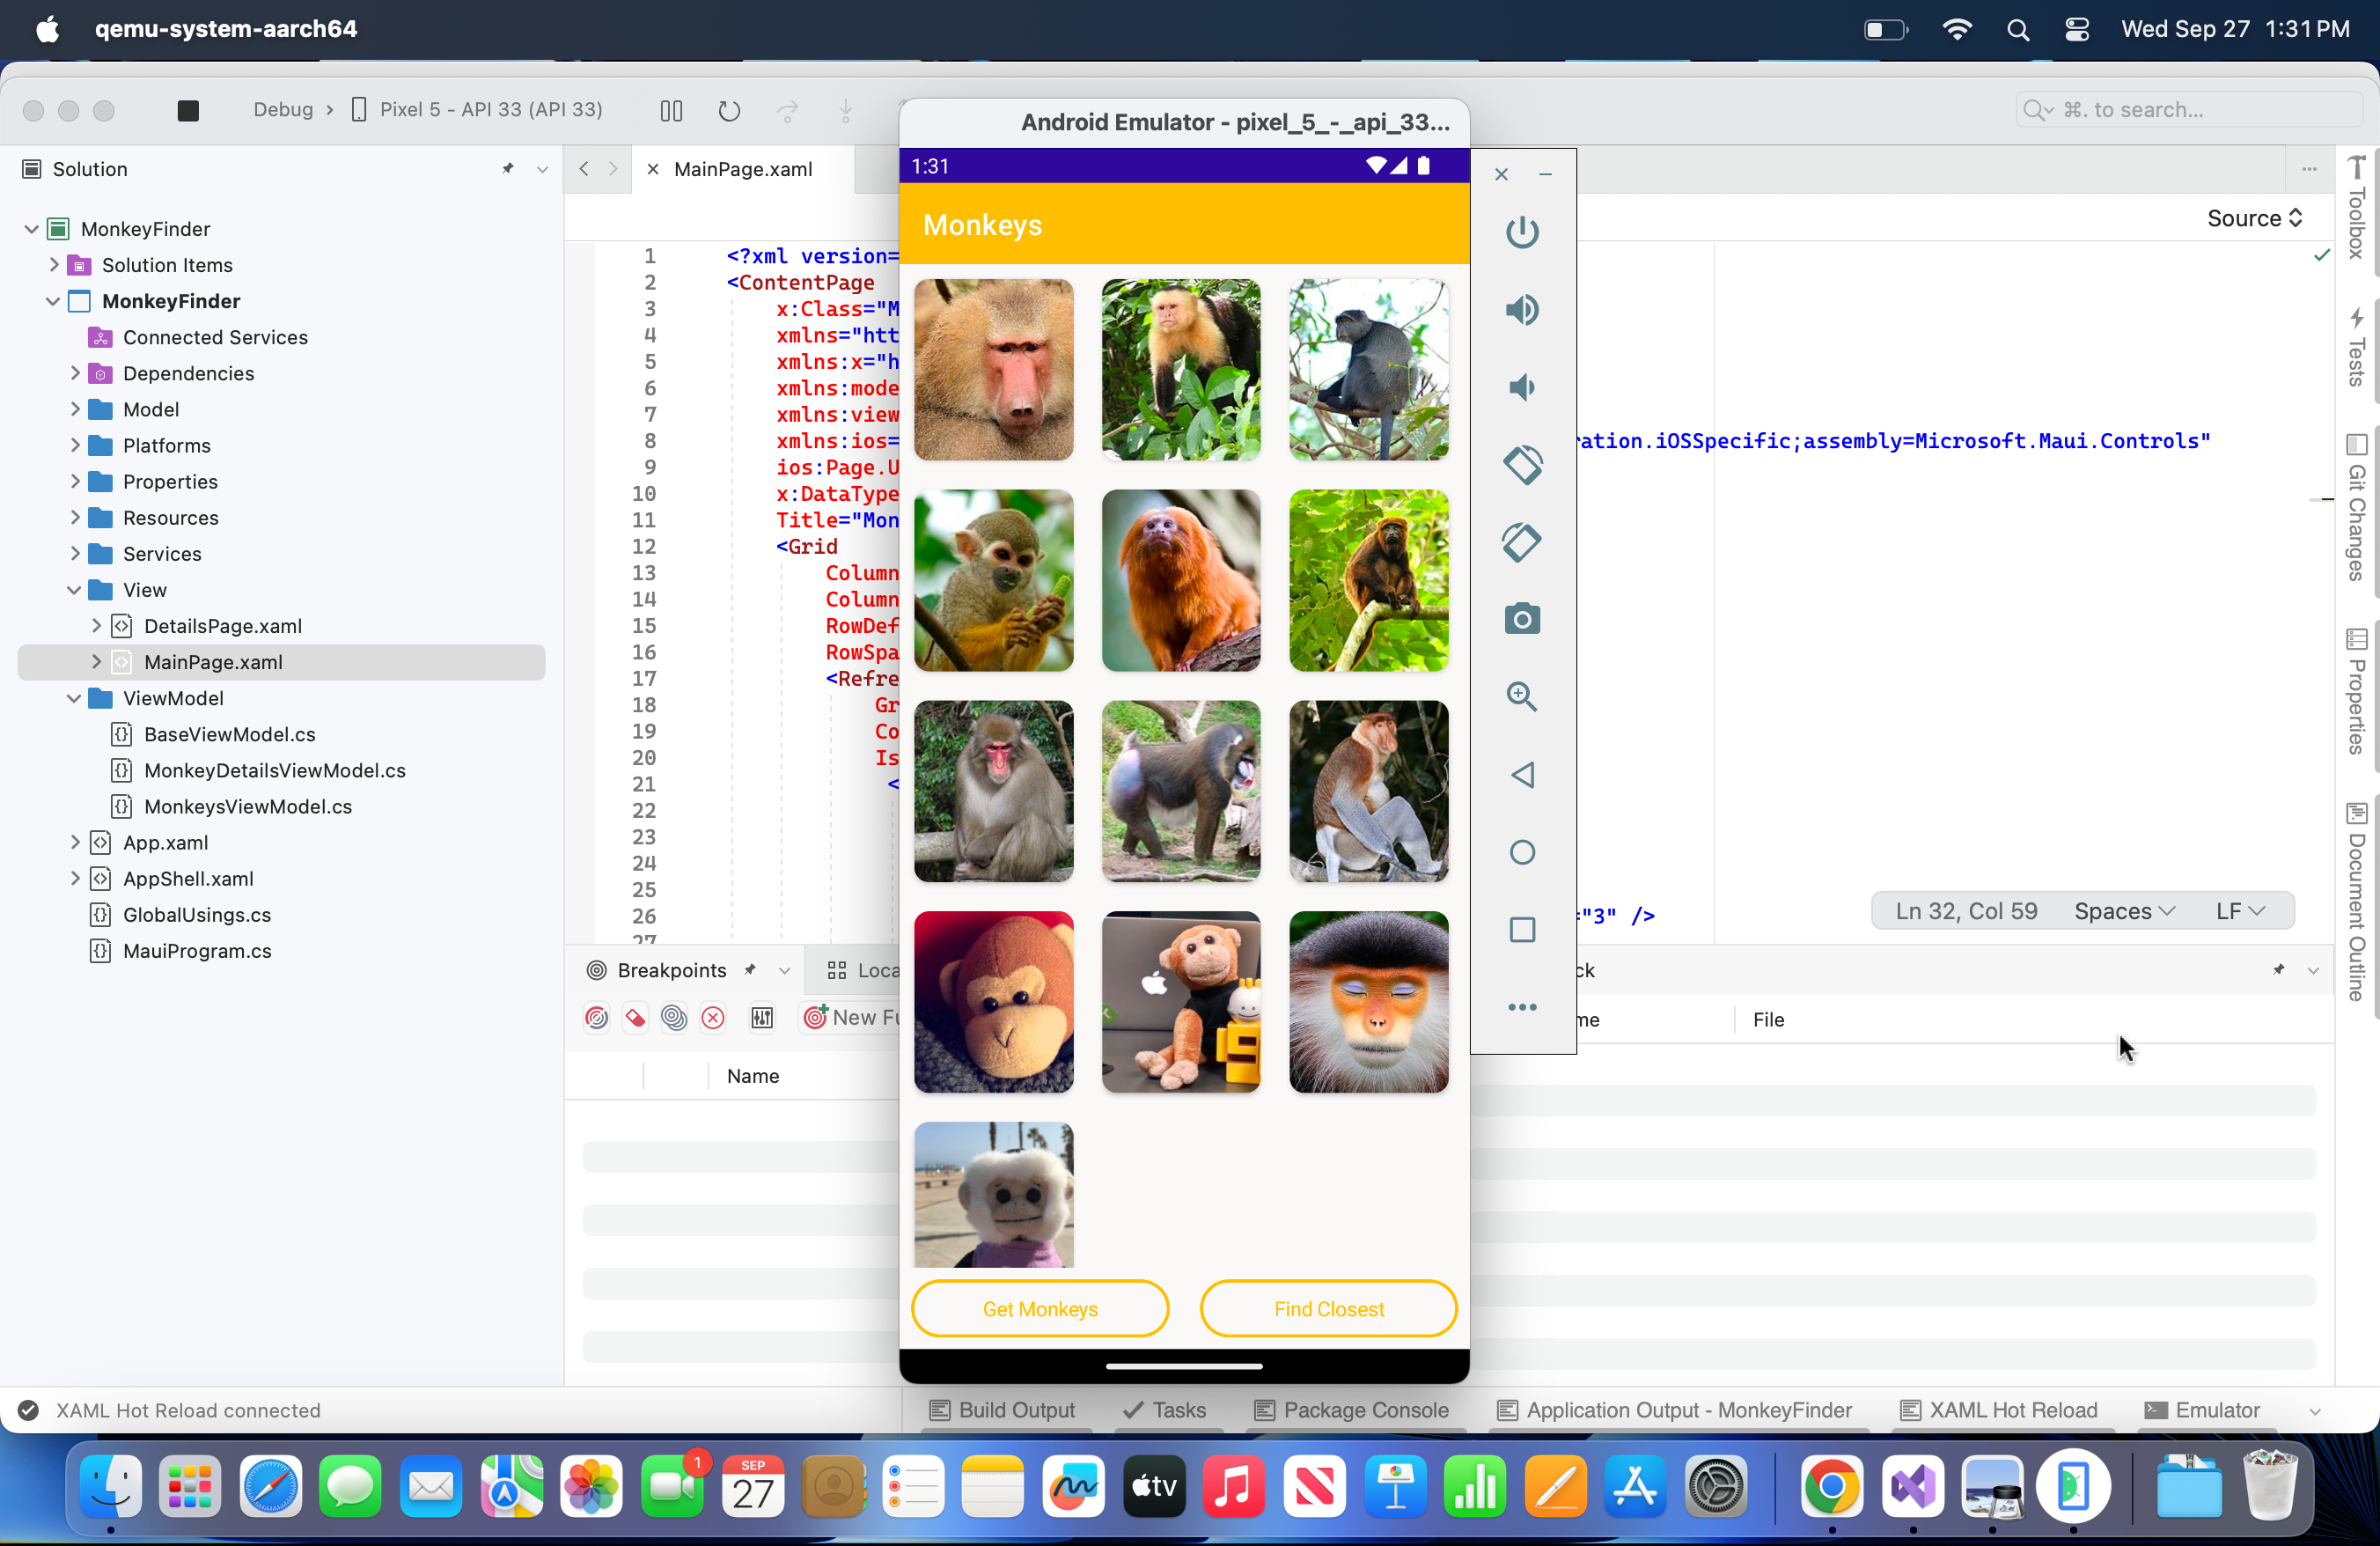 qemu-system-aarch64
Wed Sep 27 1:31 PM
Debug › Pixel 5 - API 33 (API 33)
⌘. to search...
Android Emulator - pixel_5_-_api_33...
Solution
MainPage.xaml
1:31
Monkeys
Source
MonkeyFinder
Solution Items
MonkeyFinder
Connected Services
Dependencies
Model
Platforms
Properties
Resources
Services
View
DetailsPage.xaml
MainPage.xaml
ViewModel
BaseViewModel.cs
MonkeyDetailsViewModel.cs
MonkeysViewModel.cs
App.xaml
AppShell.xaml
GlobalUsings.cs
MauiProgram.cs
1 <?xml version=
2 <ContentPage
3 x:Class="M
4 xmlns="htt
5 xmlns:x="h
6 xmlns:mode
7 xmlns:view
8 xmlns:ios= ration.iOSSpecific;assembly=Microsoft.Maui.Controls"
9 ios:Page.U
10 x:DataType
11 Title="Mon
12 <Grid
13 Column
14 Column
15 RowDef
16 RowSpa
17 <Refre
18 Gr
19 Co
20 Is
21 <
22
23
24
25
26 ="3" />
27
Ln 32, Col 59 Spaces LF
Toolbox
Tests
Git Changes
Properties
Document Outline
Breakpoints
Loca
ck
New Fu
me
File
Name
Get Monkeys
Find Closest
XAML Hot Reload connected
Build Output
Tasks
Package Console
Application Output - MonkeyFinder
XAML Hot Reload
Emulator
1
SEP
27
tv